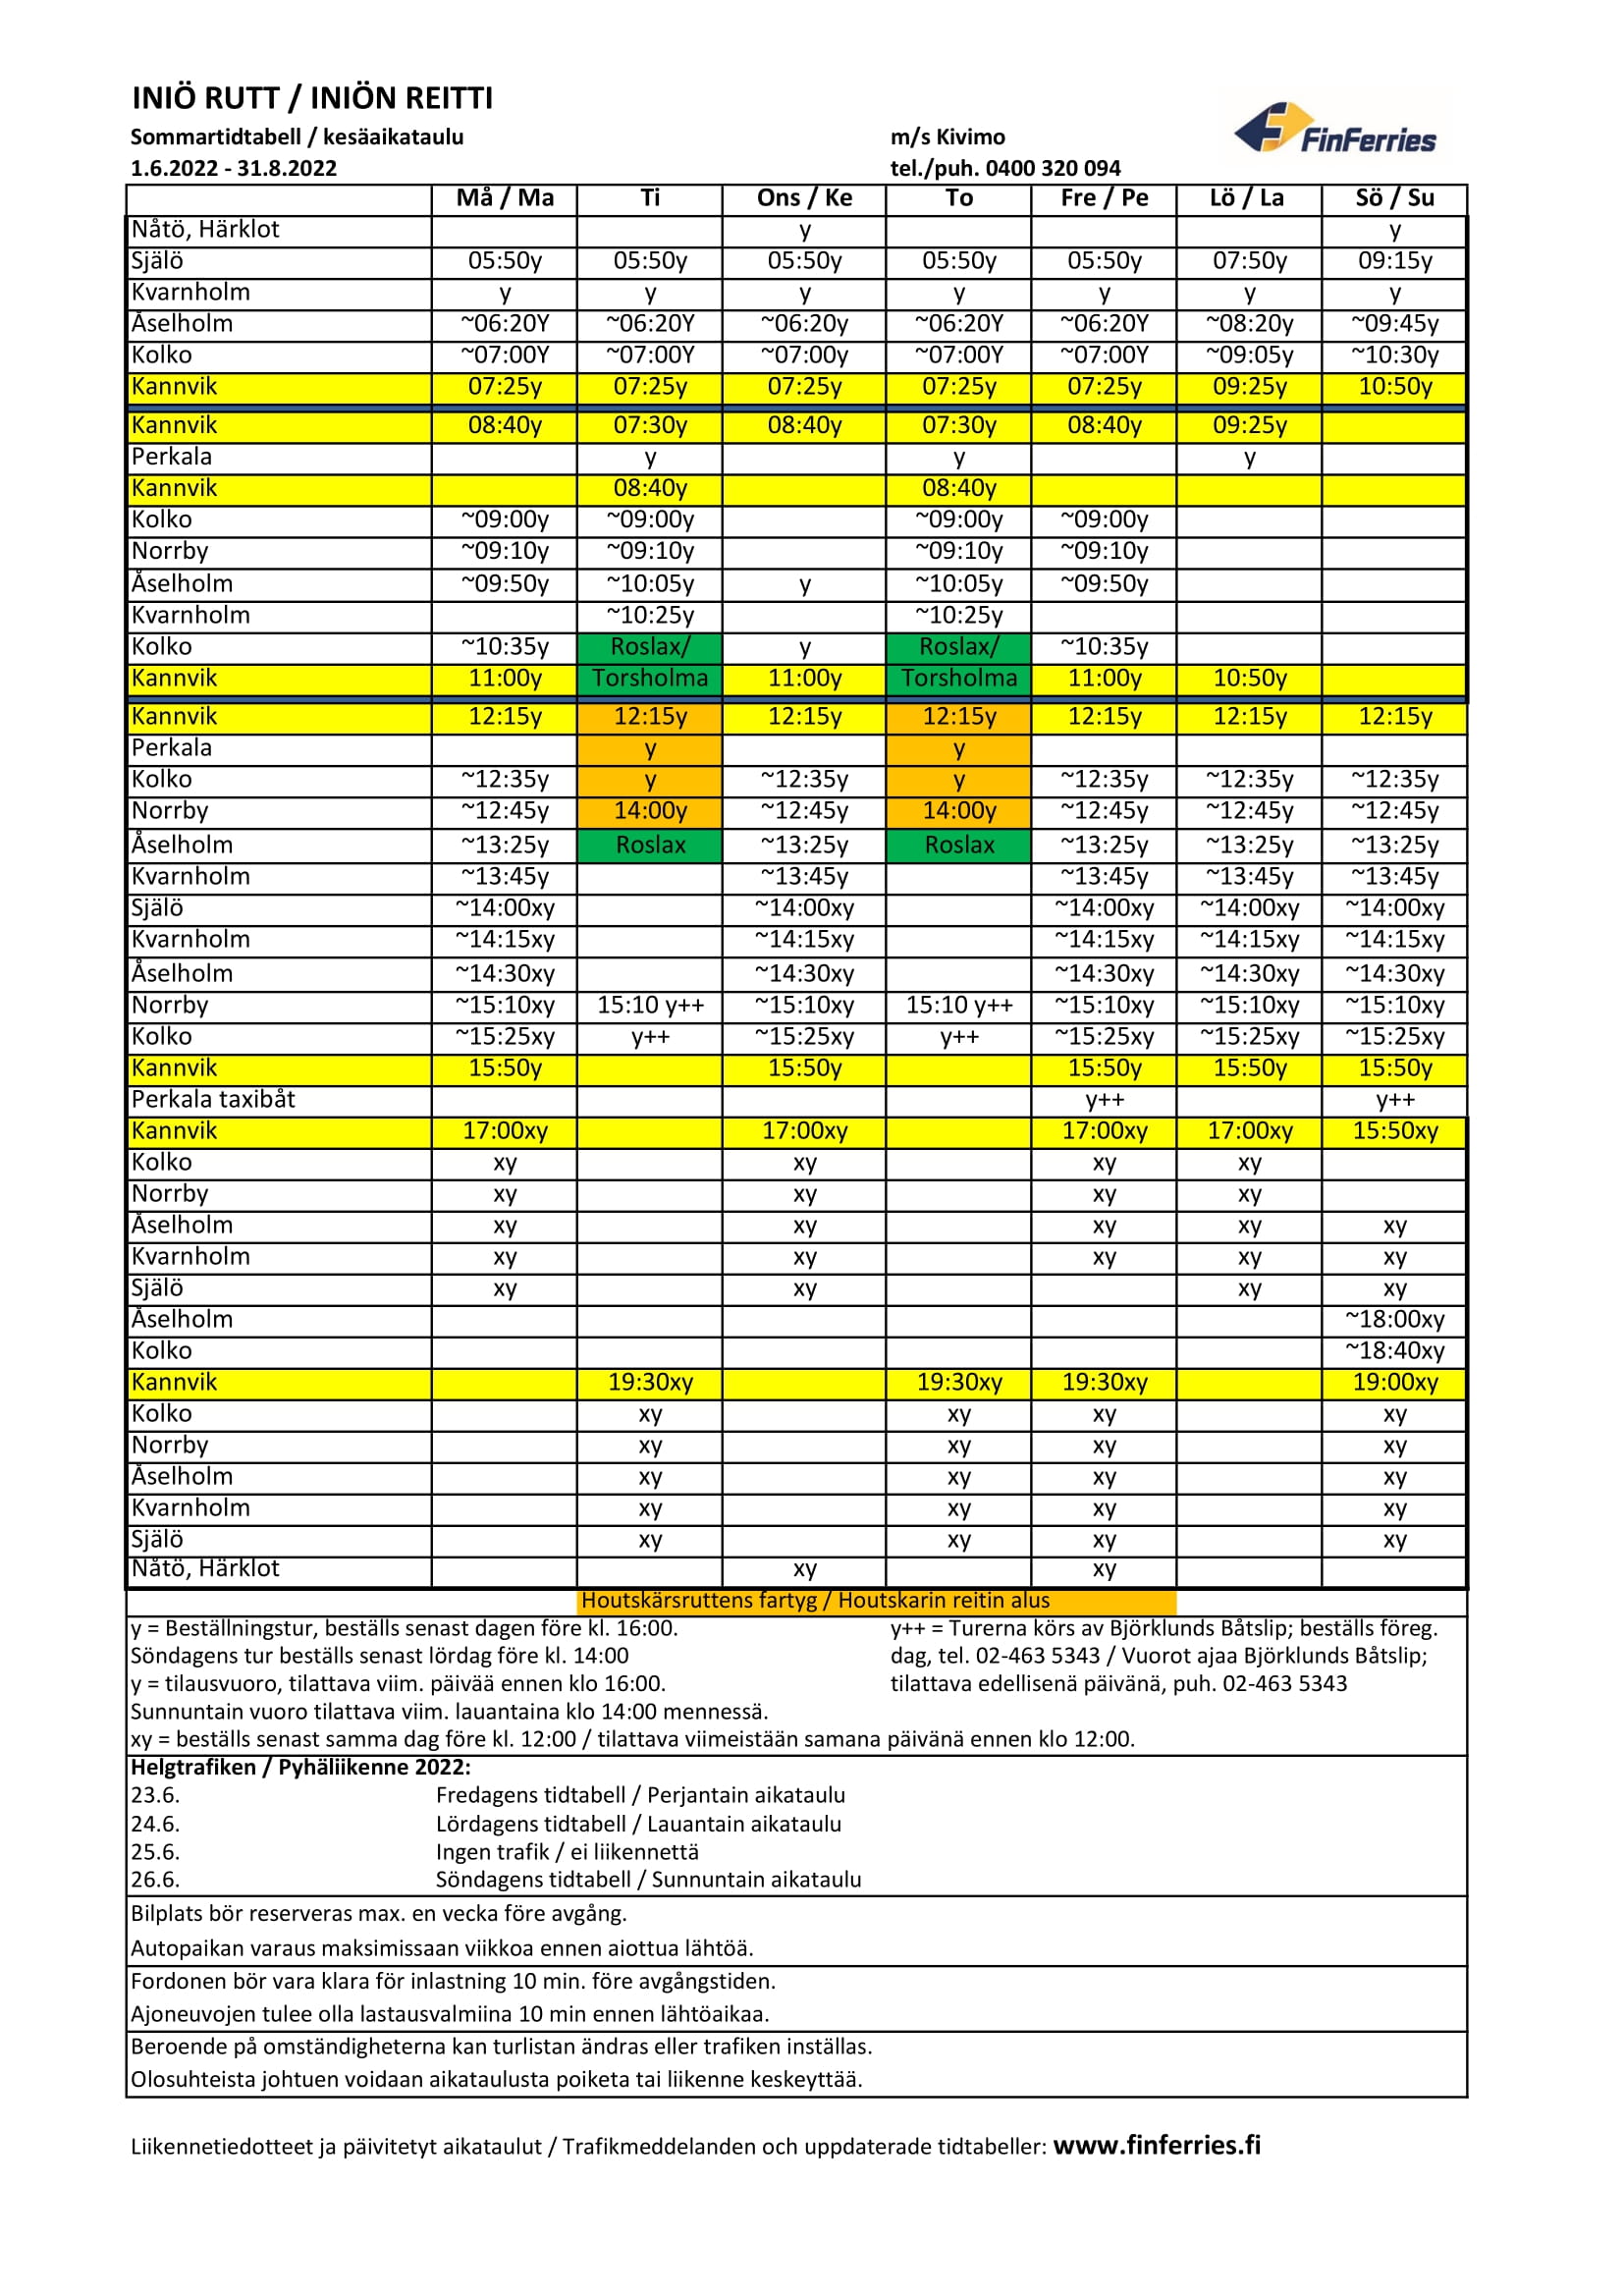 INIÖ RUTT / INIÖN REITTI
Sommartidtabell / kesäaikataulu m/s Kivimo FinFerries
1.6.2022 - 31.8.2022 tel./puh. 0400 320 094
Må / Ma Ti Ons / Ke To Fre / Pe Lö / La Sö / Su
Nåtö, Härklot y y
Själö 05:50y 05:50y 05:50y 05:50y 05:50y 07:50y 09:15y
Kvarnholm y y y y y y y
Åselholm ~06:20Y ~06:20Y ~06:20y ~06:20Y ~06:20Y ~08:20y ~09:45y
Kolko ~07:00Y ~07:00Y ~07:00y ~07:00Y ~07:00Y ~09:05y ~10:30y
Kannvik 07:25y 07:25y 07:25y 07:25y 07:25y 09:25y 10:50y
Kannvik 08:40y 07:30y 08:40y 07:30y 08:40y 09:25y
Perkala y y y
Kannvik 08:40y 08:40y
Kolko ~09:00y ~09:00y ~09:00y ~09:00y
Norrby ~09:10y ~09:10y ~09:10y ~09:10y
Åselholm ~09:50y ~10:05y y ~10:05y ~09:50y
Kvarnholm ~10:25y ~10:25y
Kolko ~10:35y Roslax/ y Roslax/ ~10:35y
Kannvik 11:00y Torsholma 11:00y Torsholma 11:00y 10:50y
Kannvik 12:15y 12:15y 12:15y 12:15y 12:15y 12:15y 12:15y
Perkala y y
Kolko ~12:35y y ~12:35y y ~12:35y ~12:35y ~12:35y
Norrby ~12:45y 14:00y ~12:45y 14:00y ~12:45y ~12:45y ~12:45y
Åselholm ~13:25y Roslax ~13:25y Roslax ~13:25y ~13:25y ~13:25y
Kvarnholm ~13:45y ~13:45y ~13:45y ~13:45y ~13:45y
Själö ~14:00xy ~14:00xy ~14:00xy ~14:00xy ~14:00xy
Kvarnholm ~14:15xy ~14:15xy ~14:15xy ~14:15xy ~14:15xy
Åselholm ~14:30xy ~14:30xy ~14:30xy ~14:30xy ~14:30xy
Norrby ~15:10xy 15:10 y++ ~15:10xy 15:10 y++ ~15:10xy ~15:10xy ~15:10xy
Kolko ~15:25xy y++ ~15:25xy y++ ~15:25xy ~15:25xy ~15:25xy
Kannvik 15:50y 15:50y 15:50y 15:50y 15:50y
Perkala taxibåt y++ y++
Kannvik 17:00xy 17:00xy 17:00xy 17:00xy 15:50xy
Kolko xy xy xy xy
Norrby xy xy xy xy
Åselholm xy xy xy xy xy
Kvarnholm xy xy xy xy xy
Själö xy xy xy xy
Åselholm ~18:00xy
Kolko ~18:40xy
Kannvik 19:30xy 19:30xy 19:30xy 19:00xy
Kolko xy xy xy xy
Norrby xy xy xy xy
Åselholm xy xy xy xy
Kvarnholm xy xy xy xy
Själö xy xy xy xy
Nåtö, Härklot xy xy
Houtskärsruttens fartyg / Houtskarin reitin alus
y = Beställningstur, beställs senast dagen före kl. 16:00. y++ = Turerna körs av Björklunds Båtslip; beställs föreg.
Söndagens tur beställs senast lördag före kl. 14:00 dag, tel. 02-463 5343 / Vuorot ajaa Björklunds Båtslip;
y = tilausvuoro, tilattava viim. päivää ennen klo 16:00. tilattava edellisenä päivänä, puh. 02-463 5343
Sunnuntain vuoro tilattava viim. lauantaina klo 14:00 mennessä.
xy = beställs senast samma dag före kl. 12:00 / tilattava viimeistään samana päivänä ennen klo 12:00.
Helgtrafiken / Pyhäliikenne 2022:
23.6. Fredagens tidtabell / Perjantain aikataulu
24.6. Lördagens tidtabell / Lauantain aikataulu
25.6. Ingen trafik / ei liikennettä
26.6. Söndagens tidtabell / Sunnuntain aikataulu
Bilplats bör reserveras max. en vecka före avgång.
Autopaikan varaus maksimissaan viikkoa ennen aiottua lähtöä.
Fordonen bör vara klara för inlastning 10 min. före avgångstiden.
Ajoneuvojen tulee olla lastausvalmiina 10 min ennen lähtöaikaa.
Beroende på omständigheterna kan turlistan ändras eller trafiken inställas.
Olosuhteista johtuen voidaan aikataulusta poiketa tai liikenne keskeyttää.
Liikennetiedotteet ja päivitetyt aikataulut / Trafikmeddelanden och uppdaterade tidtabeller: www.finferries.fi